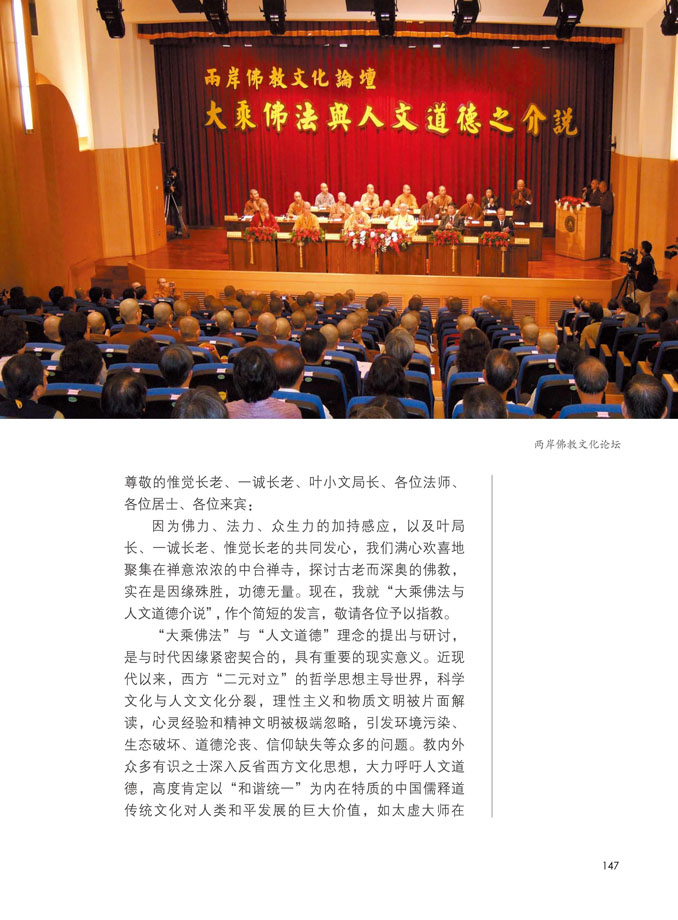 兩岸佛教文化論壇
大乘佛法與人文道德之介説
两岸佛教文化论坛
尊敬的惟觉长老、一诚长老、叶小文局长、各位法师、
各位居士、各位来宾：
因为佛力、法力、众生力的加持感应，以及叶局
长、一诚长老、惟觉长老的共同发心，我们满心欢喜地
聚集在禅意浓浓的中台禅寺，探讨古老而深奥的佛教，
实在是因缘殊胜，功德无量。现在，我就“大乘佛法与
人文道德介说”，作个简短的发言，敬请各位予以指教。
“大乘佛法”与“人文道德”理念的提出与研讨，
是与时代因缘紧密契合的，具有重要的现实意义。近现
代以来，西方“二元对立”的哲学思想主导世界，科学
文化与人文文化分裂，理性主义和物质文明被片面解
读，心灵经验和精神文明被极端忽略，引发环境污染、
生态破坏、道德沦丧、信仰缺失等众多的问题。教内外
众多有识之士深入反省西方文化思想，大力呼吁人文道
德，高度肯定以“和谐统一”为内在特质的中国儒释道
传统文化对人类和平发展的巨大价值，如太虚大师在
147